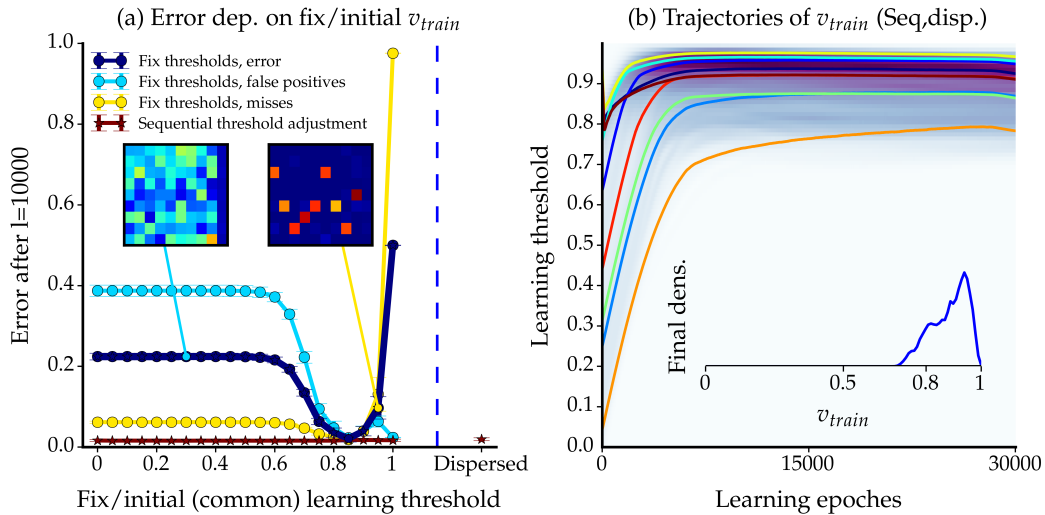 (a) Error dep. on fix/initial v_train
Error after l=10000
1.0
0.8
0.6
0.4
0.2
0.0
Fix thresholds, error
Fix thresholds, false positives
Fix thresholds, misses
Sequential threshold adjustment
0
0.2
0.4
0.6
0.8
1
Dispersed
Fix/initial (common) learning threshold
(b) Trajectories of v_train (Seq,disp.)
Learning threshold
0.9
0.8
0.7
0.6
0.5
0.4
0.3
0.2
0.1
0.0
Final dens.
0
0.5
0.8
1
v_train
0
15000
30000
Learning epoches